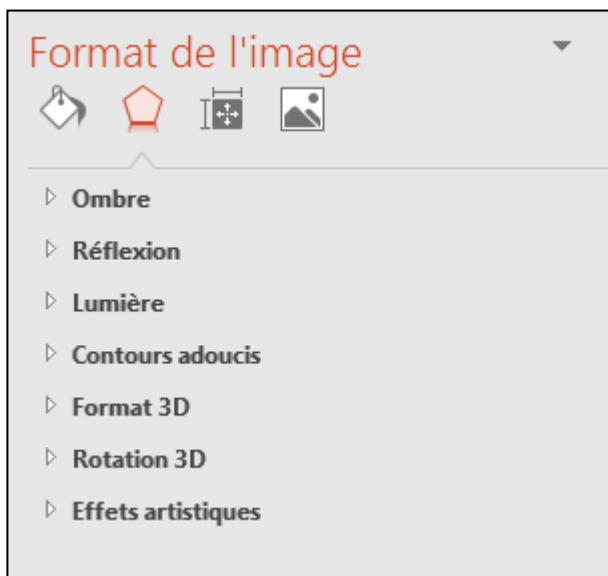 Format de l'image
Ombre
Réflexion
Lumière
Contours adoucis
Format 3D
Rotation 3D
Effets artistiques